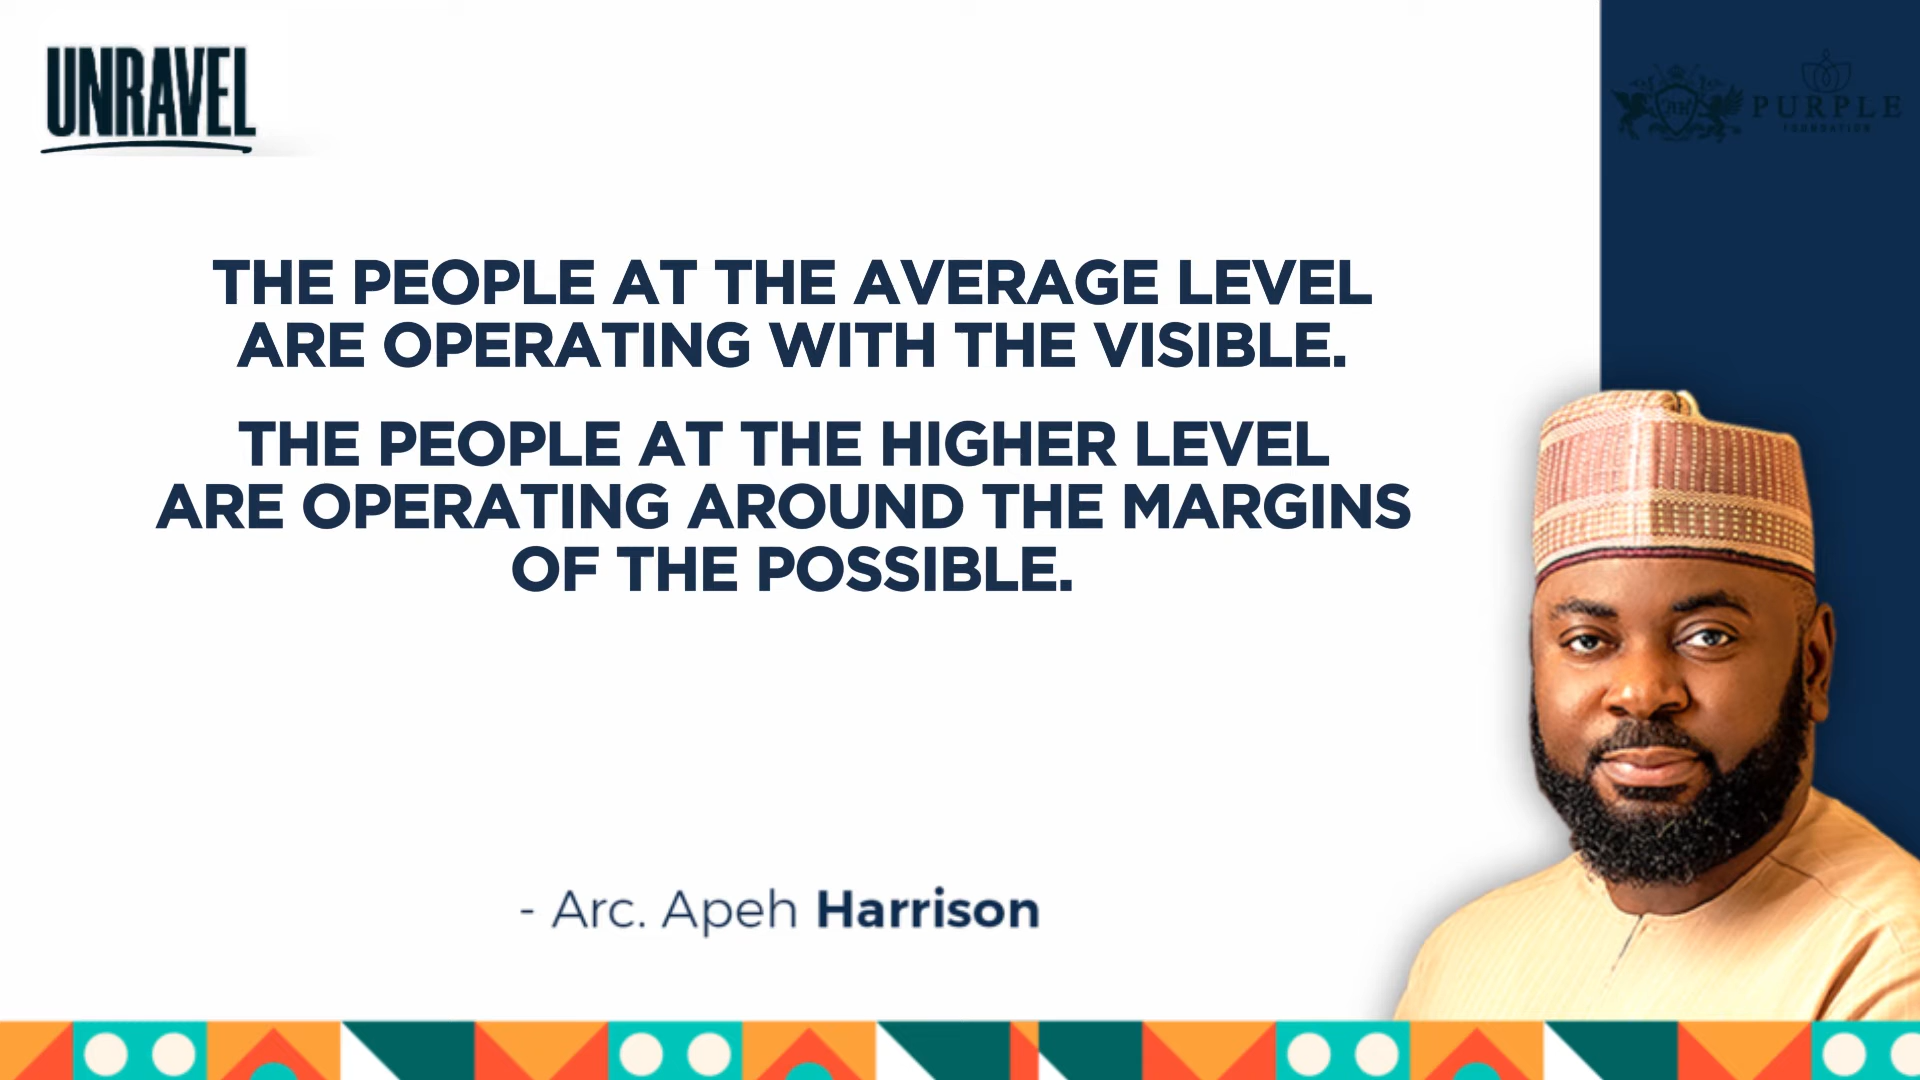 UNRAVEL
PURPLE
FOUNDATION
THE PEOPLE AT THE AVERAGE LEVEL
ARE OPERATING WITH THE VISIBLE.
THE PEOPLE AT THE HIGHER LEVEL
ARE OPERATING AROUND THE MARGINS
OF THE POSSIBLE.
- Arc. Apeh Harrison